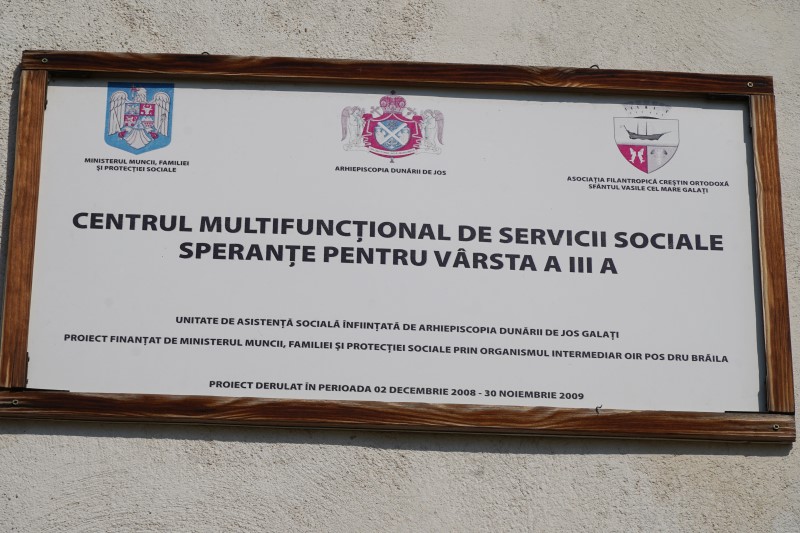 MINISTERUL MUNCII, FAMILIEI
ȘI PROTECȚIEI SOCIALE
ARHIEPISCOPIA DUNĂRII DE JOS
ASOCIAȚIA FILANTROPICĂ CREȘTIN ORTODOXĂ
SFÂNTUL VASILE CEL MARE GALAȚI
CENTRUL MULTIFUNCȚIONAL DE SERVICII SOCIALE
SPERANȚE PENTRU VÂRSTA A III A
UNITATE DE ASISTENȚĂ SOCIALĂ ÎNFIINȚATĂ DE ARHIEPISCOPIA DUNĂRII DE JOS GALAȚI
PROIECT FINANȚAT DE MINISTERUL MUNCII, FAMILIEI ȘI PROTECȚIEI SOCIALE PRIN ORGANISMUL INTERMEDIAR OIR POS DRU BRĂILA
PROIECT DERULAT ÎN PERIOADA 02 DECEMBRIE 2008 - 30 NOIEMBRIE 2009